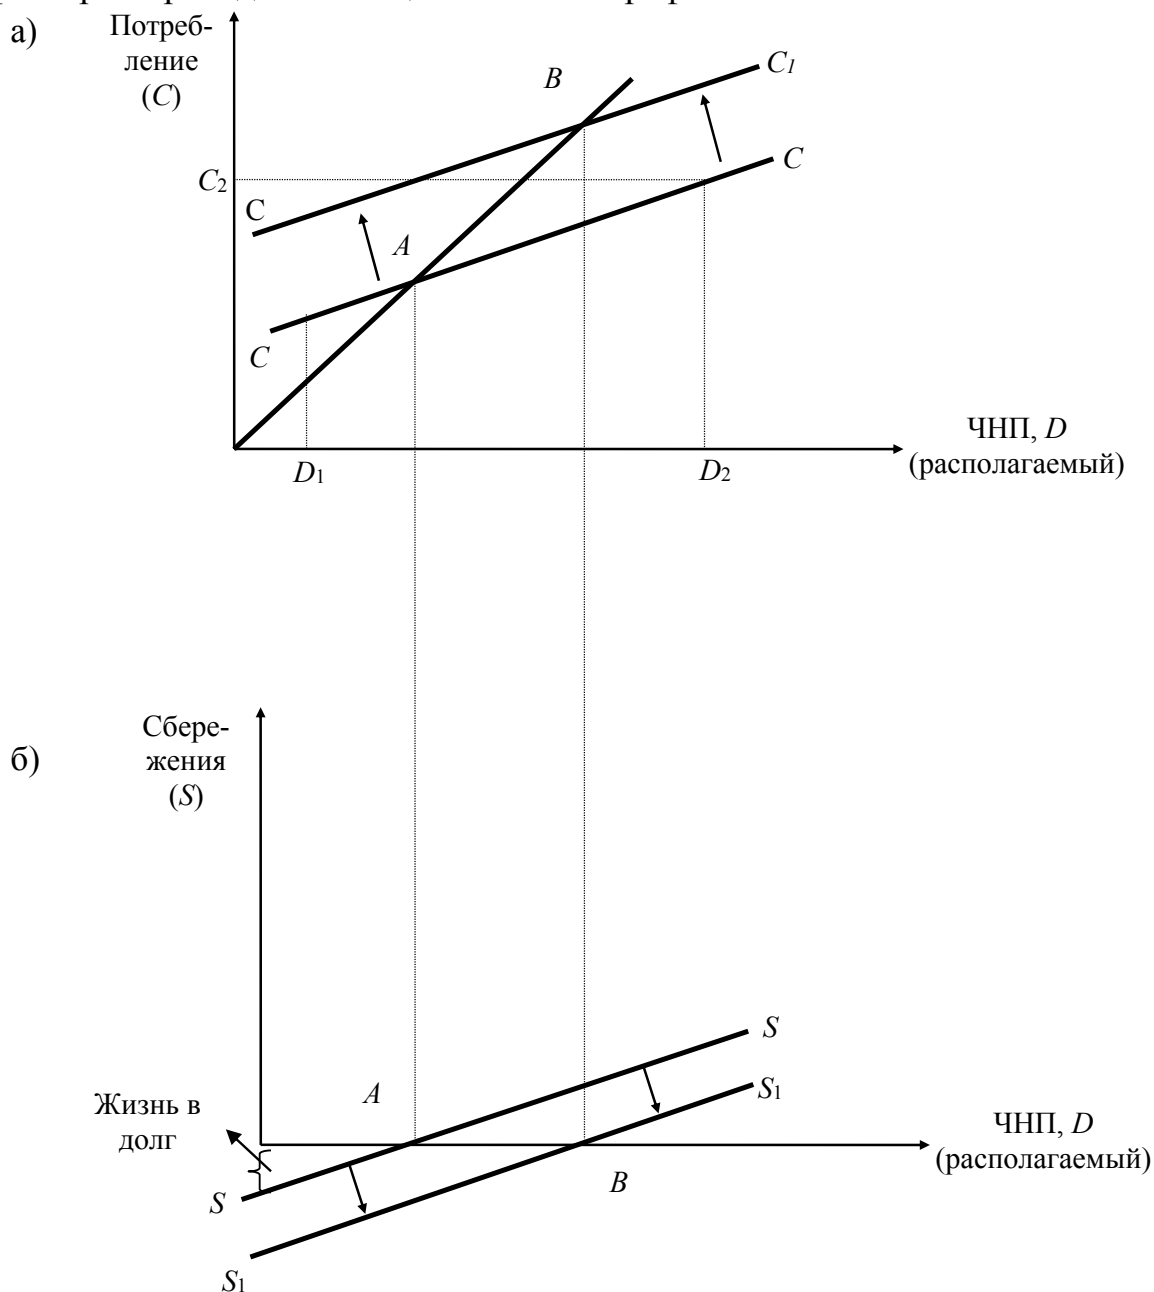 а)
Потреб-
ление
(C)
B
C1
C
C2
С
A
C
ЧНП, D
(располагаемый)
D1
D2
б)
Сбере-
жения
(S)
S
A
S1
Жизнь в
долг
ЧНП, D
(располагаемый)
B
S
S1